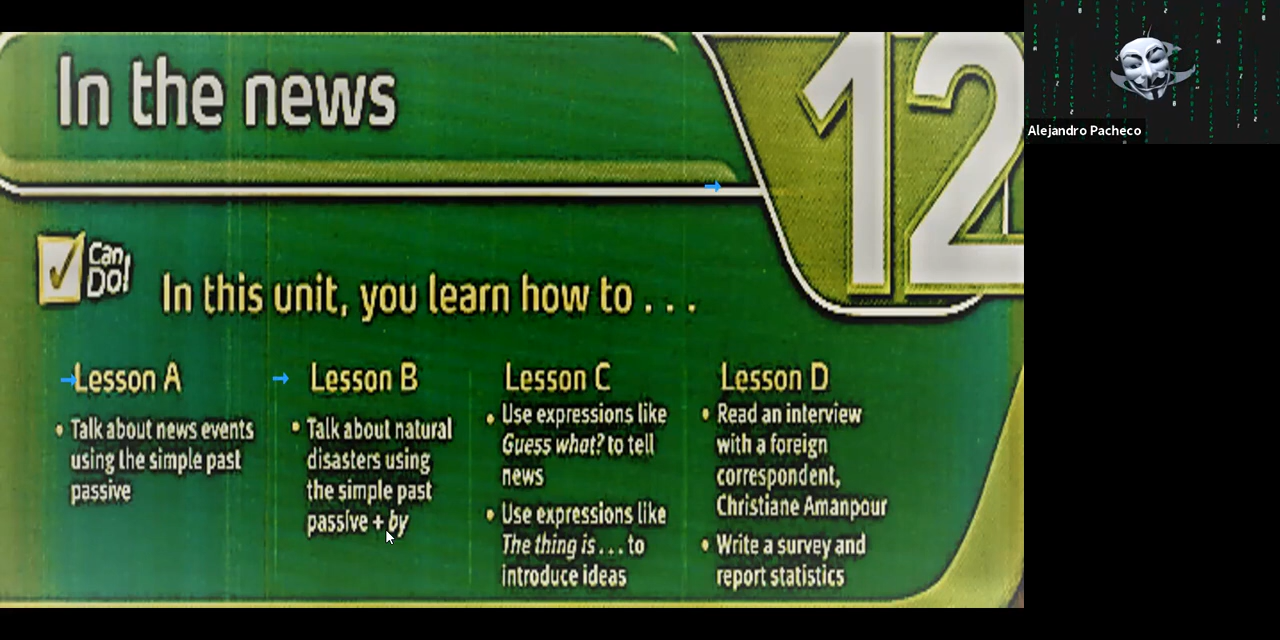 In the news
12
Can
DO!
In this unit, you learn how to . . .
Lesson A
• Talk about news events
using the simple past
passive
Lesson B
• Talk about natural
disasters using
the simple past
passive + by
Lesson C
• Use expressions like
Guess what? to tell
news
• Use expressions like
The thing is . . . to
introduce ideas
Lesson D
• Read an interview
with a foreign
correspondent,
Christiane Amanpour
• Write a survey and
report statistics
Alejandro Pacheco